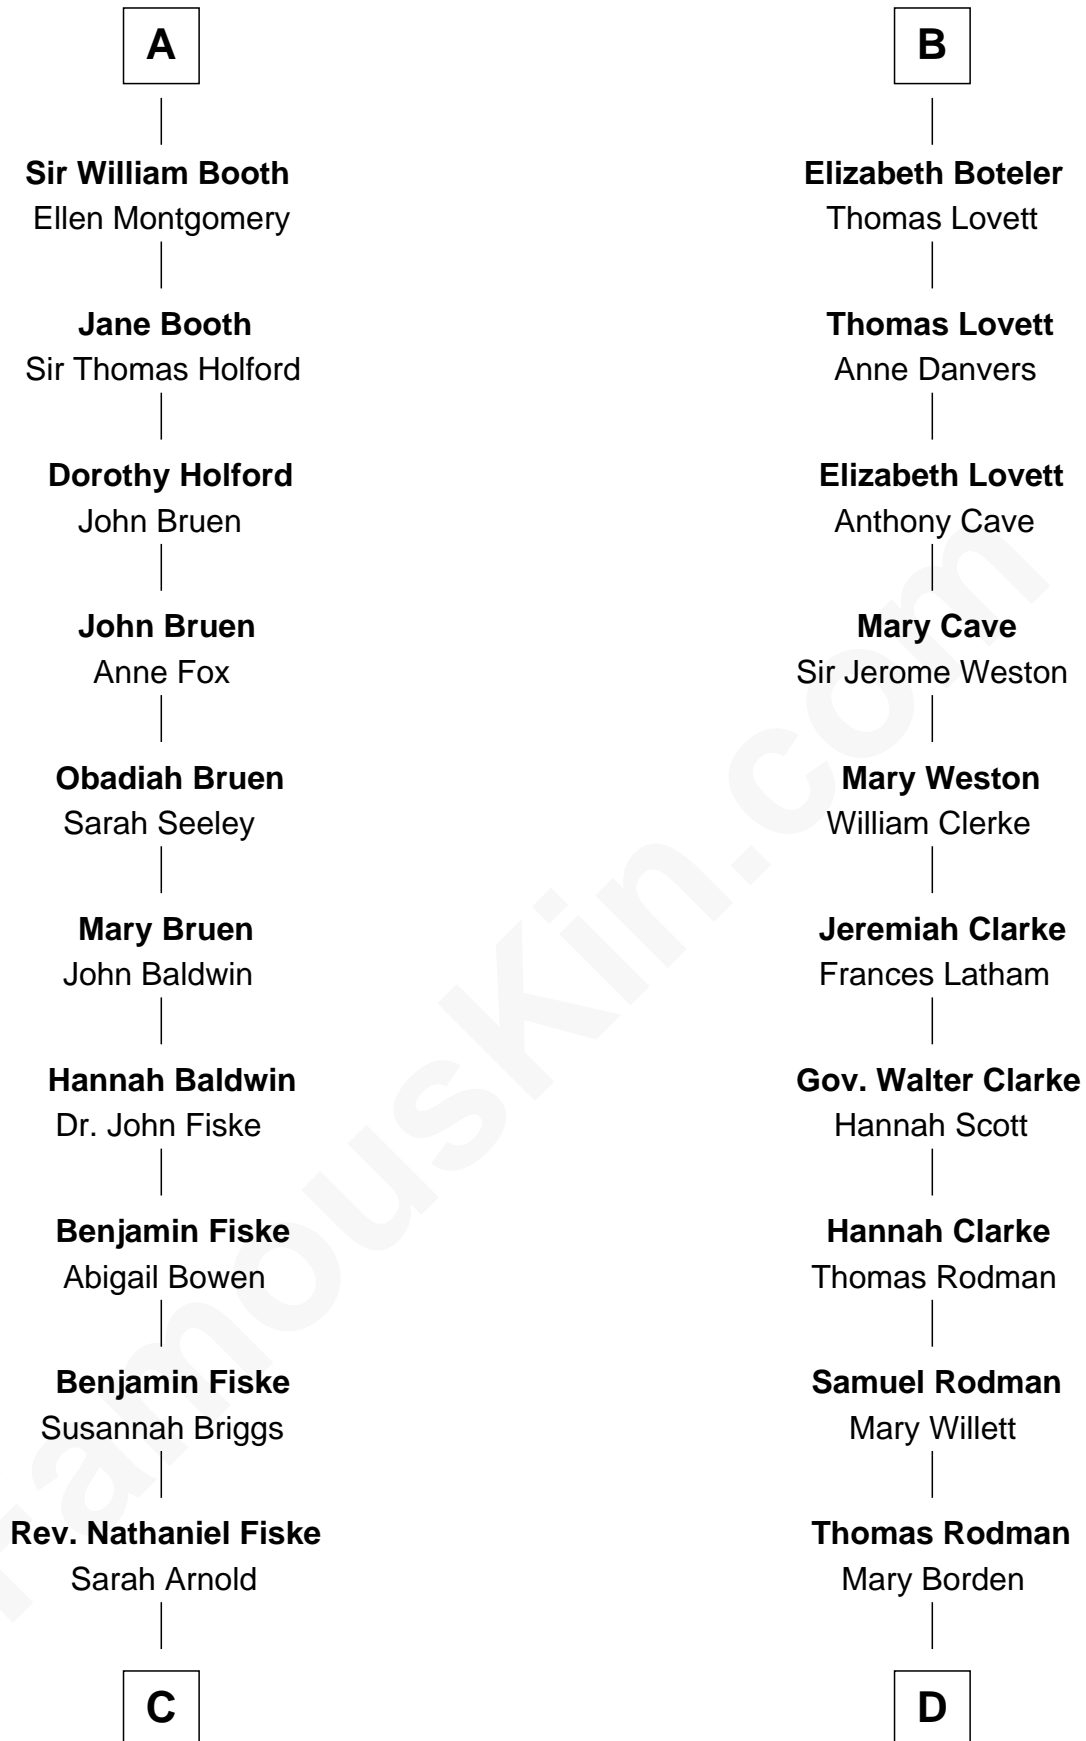 A
B
Sir William Booth
Ellen Montgomery
Elizabeth Boteler
Thomas Lovett
Jane Booth
Sir Thomas Holford
Thomas Lovett
Anne Danvers
Dorothy Holford
John Bruen
Elizabeth Lovett
Anthony Cave
John Bruen
Anne Fox
Mary Cave
Sir Jerome Weston
Obadiah Bruen
Sarah Seeley
Mary Weston
William Clerke
Mary Bruen
John Baldwin
Jeremiah Clarke
Frances Latham
Hannah Baldwin
Dr. John Fiske
Gov. Walter Clarke
Hannah Scott
Benjamin Fiske
Abigail Bowen
Hannah Clarke
Thomas Rodman
Benjamin Fiske
Susannah Briggs
Samuel Rodman
Mary Willett
Rev. Nathaniel Fiske
Sarah Arnold
Thomas Rodman
Mary Borden
C
D
FamousKin.com